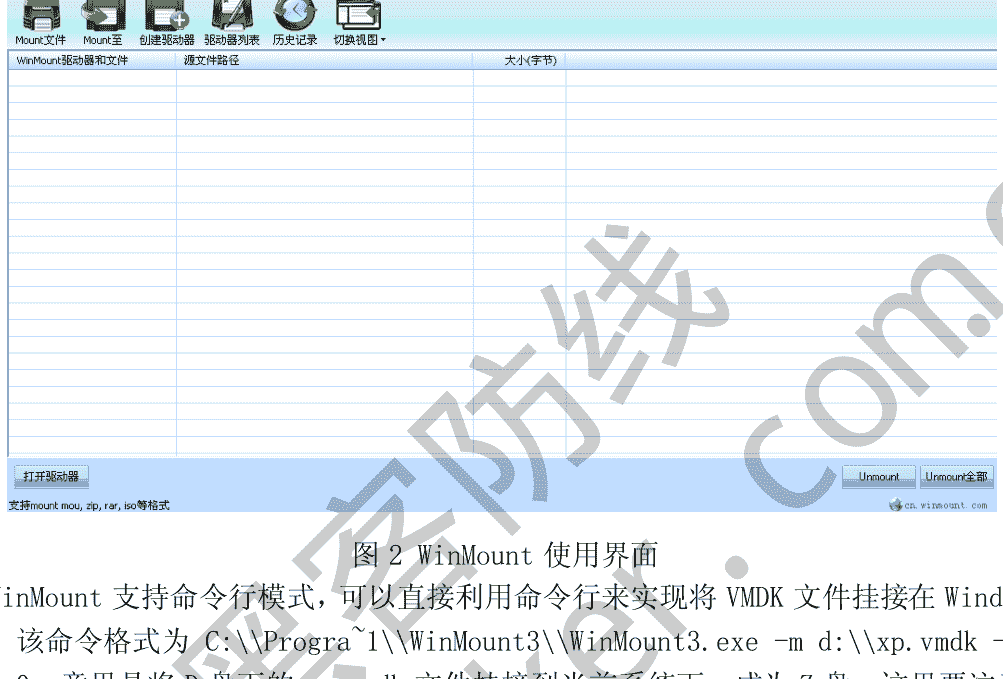 Mount文件 Mount至 创建驱动器 驱动器列表 历史记录 切换视图
WinMount驱动器和文件 源文件路径 大小(字节)
打开驱动器 Unmount Unmount全部
支持mount mou, zip, rar, iso等格式 cn.winmount.com
图 2 WinMount 使用界面
inMount 支持命令行模式，可以直接利用命令行来实现将 VMDK 文件挂接在 Wind
该命令格式为 C:\\Progra~1\\WinMount3\\WinMount3.exe -m d:\\xp.vmdk -
黑客防线
ker.com.c